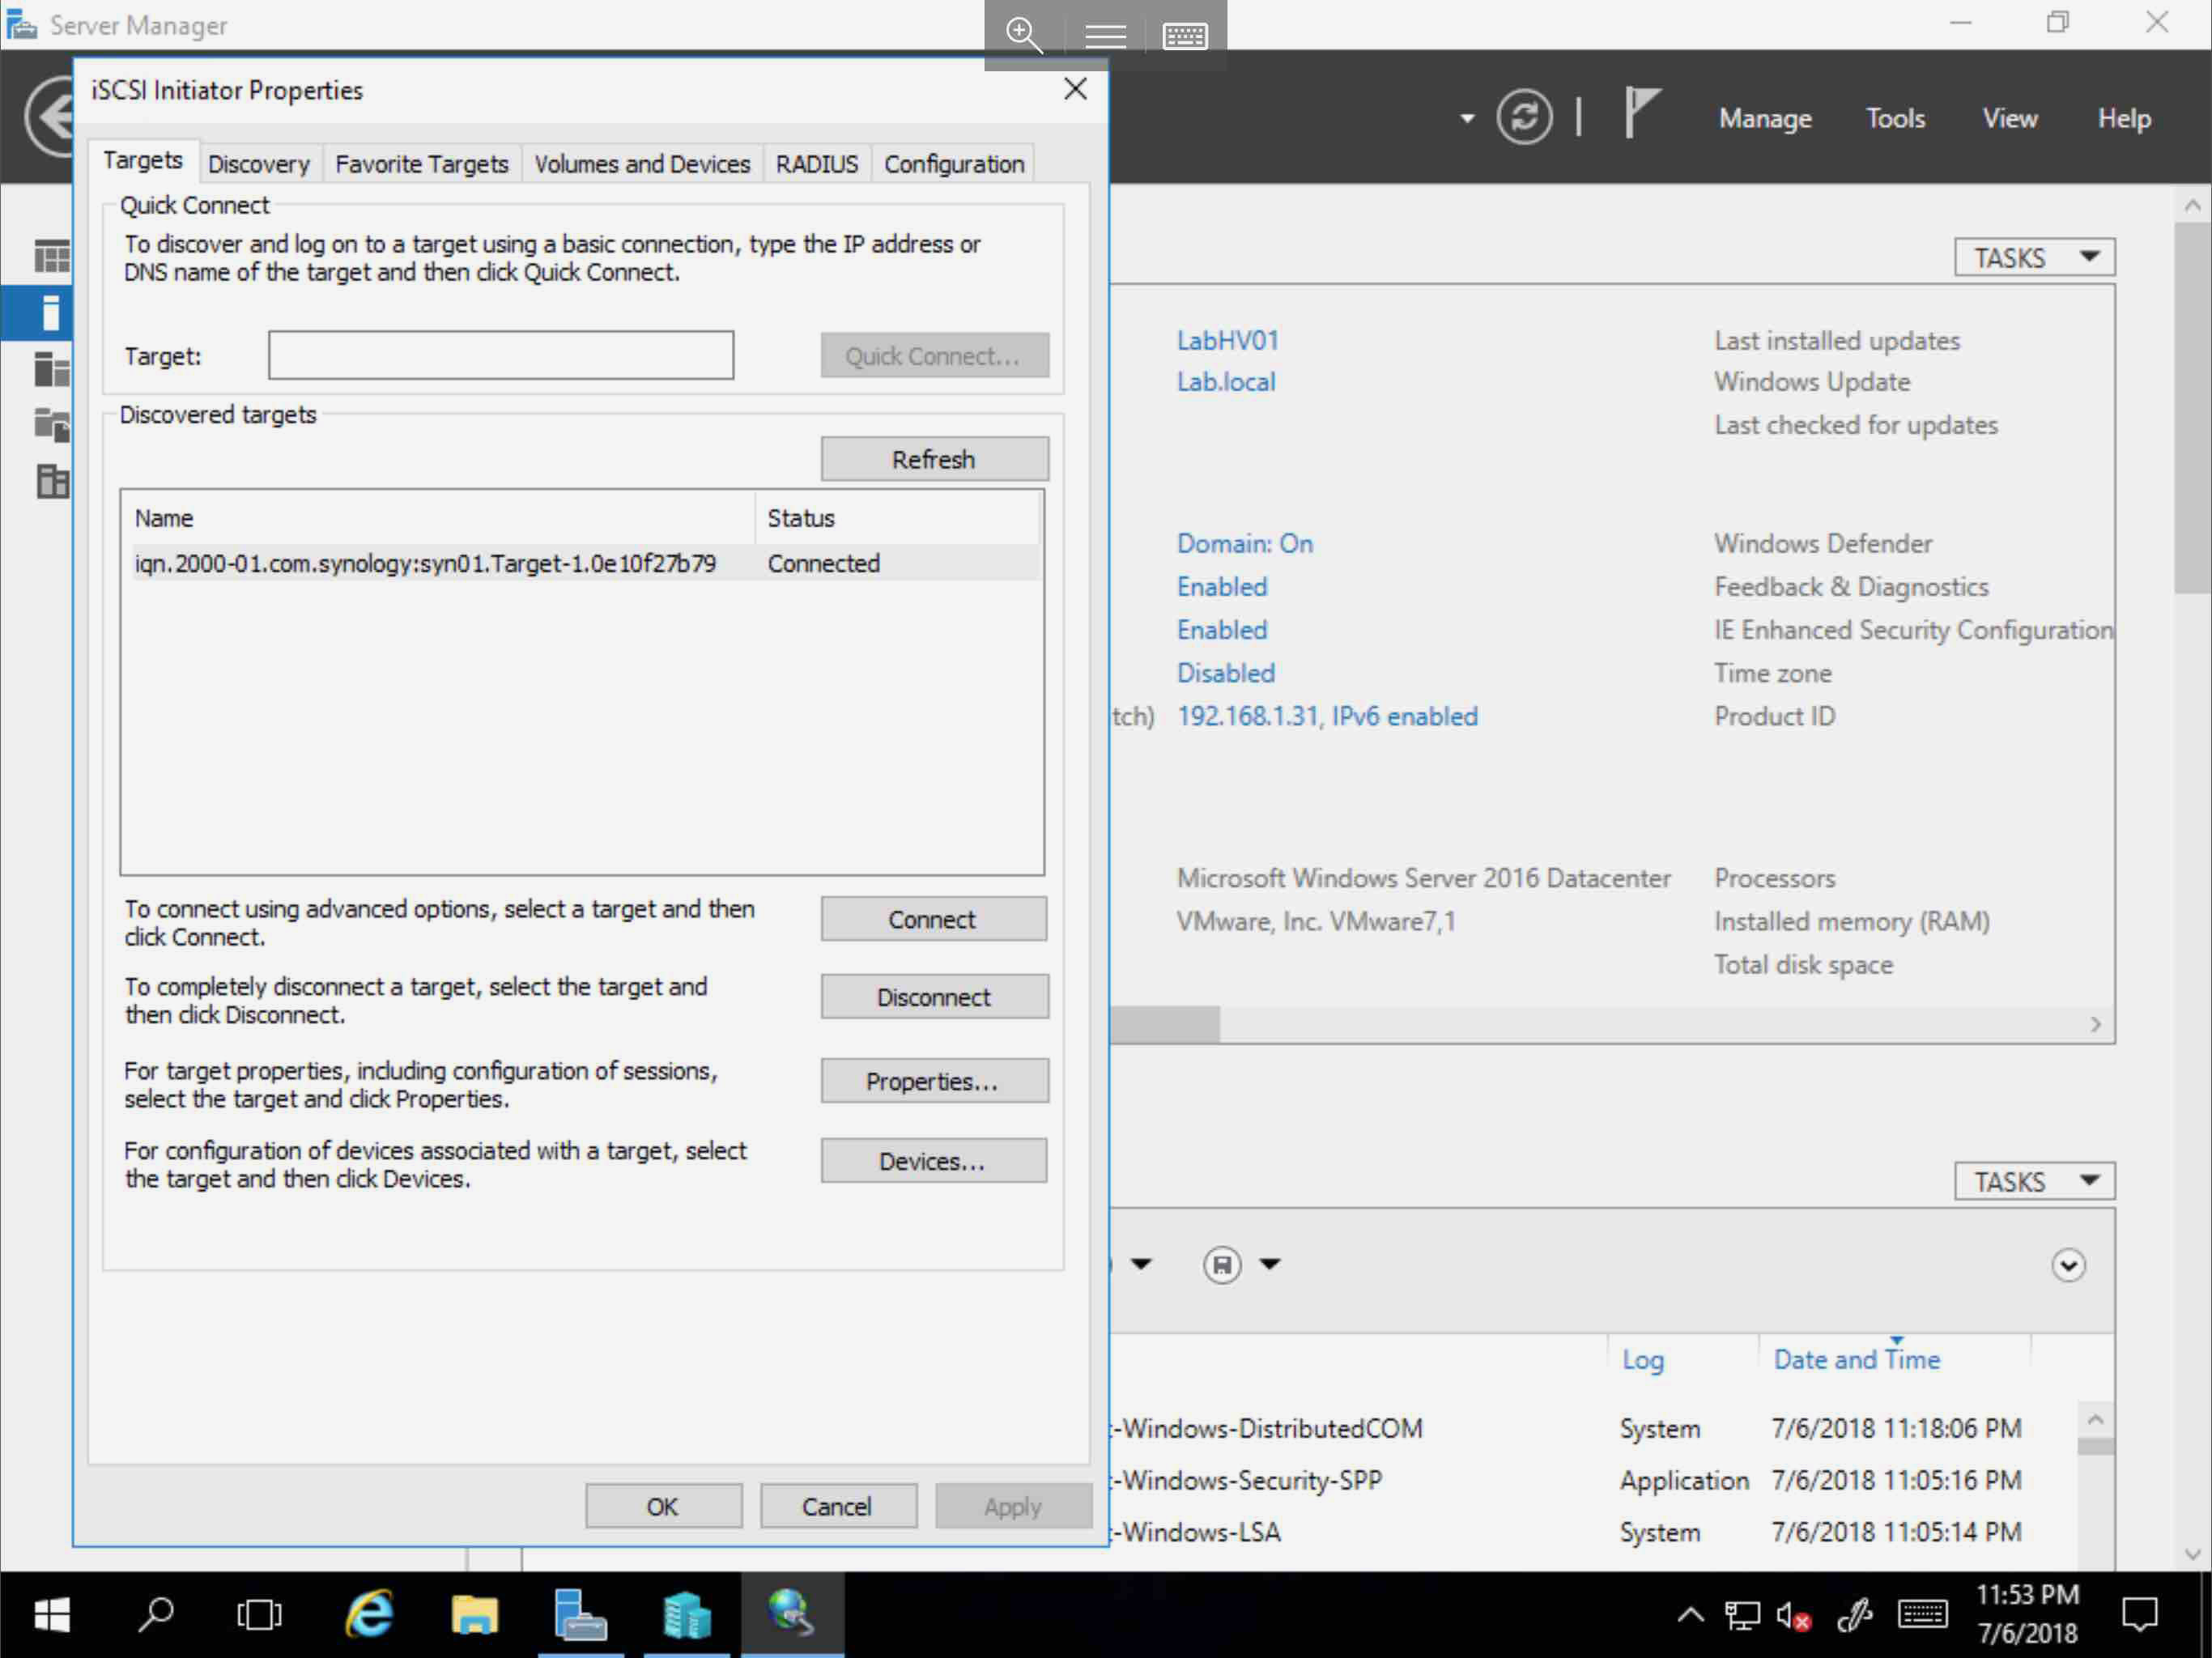 Server Manager
iSCSI Initiator Properties
Manage Tools View Help
Targets Discovery Favorite Targets Volumes and Devices RADIUS Configuration
Quick Connect
To discover and log on to a target using a basic connection, type the IP address or
DNS name of the target and then click Quick Connect.
Target:
Quick Connect...
Discovered targets
Refresh
Name Status
iqn.2000-01.com.synology:syn01.Target-1.0e10f27b79 Connected
To connect using advanced options, select a target and then
click Connect.
Connect
To completely disconnect a target, select the target and
then click Disconnect.
Disconnect
For target properties, including configuration of sessions,
select the target and click Properties.
Properties...
For configuration of devices associated with a target, select
the target and then click Devices.
Devices...
OK Cancel Apply
TASKS
LabHV01 Last installed updates
Lab.local Windows Update
Last checked for updates
Domain: On Windows Defender
Enabled Feedback & Diagnostics
Enabled IE Enhanced Security Configuration
Disabled Time zone
tch) 192.168.1.31, IPv6 enabled Product ID
Microsoft Windows Server 2016 Datacenter Processors
VMware, Inc. VMware7,1 Installed memory (RAM)
Total disk space
TASKS
Log Date and Time
-Windows-DistributedCOM System 7/6/2018 11:18:06 PM
-Windows-Security-SPP Application 7/6/2018 11:05:16 PM
-Windows-LSA System 7/6/2018 11:05:14 PM
11:53 PM
7/6/2018